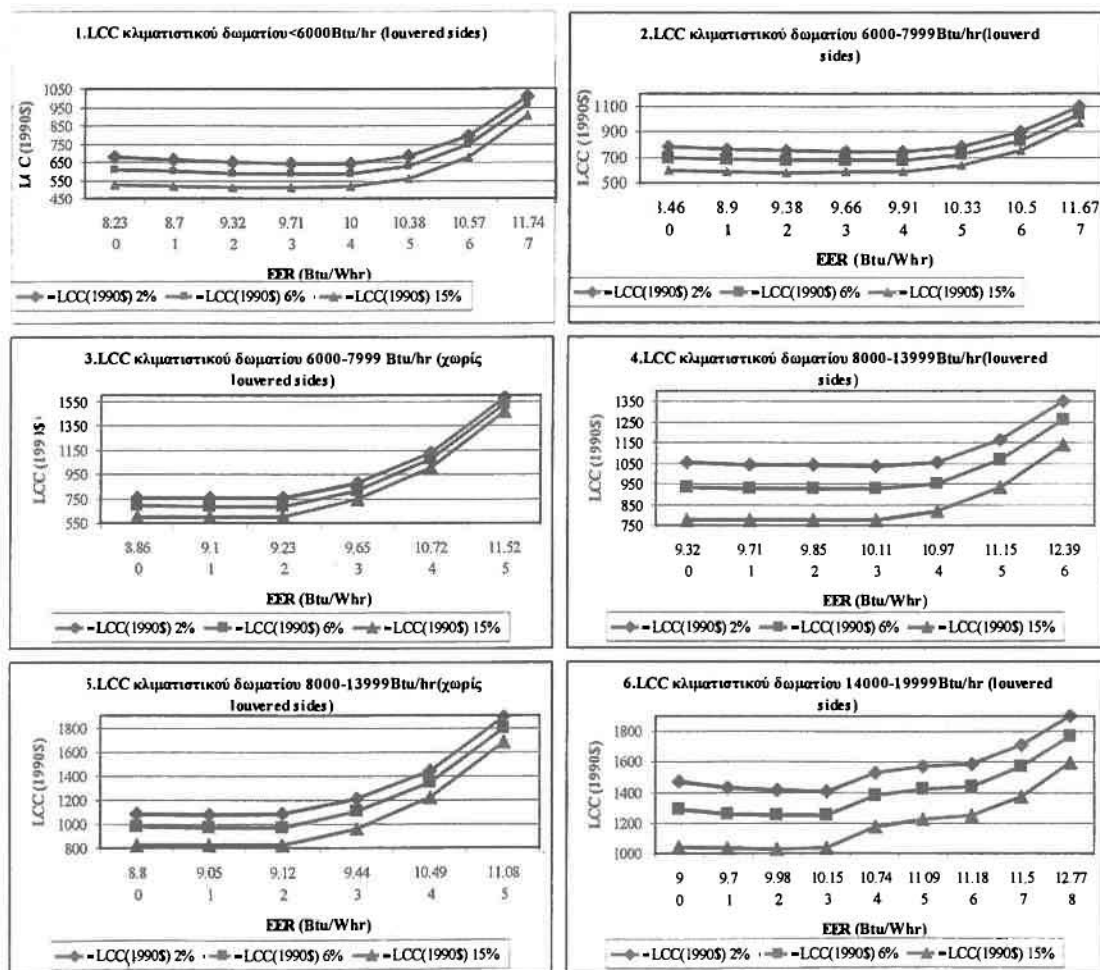 1.LCC κλιματιστικού δωματίου<6000Btu/hr (louvered sides)
LCC (1990$)
1050
950
850
750
650
550
450
8.23 8.7 9.32 9.71 10 10.38 10.57 11.74
0 1 2 3 4 5 6 7
EER (Btu/Whr)
LCC(1990$) 2% LCC(1990$) 6% LCC(1990$) 15%
2.LCC κλιματιστικού δωματίου 6000-7999Btu/hr(louverd
sides)
LCC (1990$)
1100
900
700
500
8.46 8.9 9.38 9.66 9.91 10.33 10.5 11.67
0 1 2 3 4 5 6 7
EER (Btu/Whr)
LCC(1990$) 2% LCC(1990$) 6% LCC(1990$) 15%
3.LCC κλιματιστικού δωματίου 6000-7999 Btu/hr (χωρίς
louvered sides)
LCC (1990$
1550
1350
1150
950
750
550
8.86 9.1 9.23 9.65 10.72 11.52
0 1 2 3 4 5
EER (Btu/Whr)
LCC(1990$) 2% LCC(1990$) 6% LCC(1990$) 15%
4.LCC κλιματιστικού δωματίου 8000-13999Btu/hr(louvered
sides)
LCC (1990$)
1350
1250
1150
1050
950
850
750
9.32 9.71 9.85 10.11 10.97 11.15 12.39
0 1 2 3 4 5 6
EER (Btu/Whr)
LCC(1990$) 2% LCC(1990$) 6% LCC(1990$) 15%
5.LCC κλιματιστικού δωματίου 8000-13999Btu/hr(χωρίς
louvered sides)
LCC (1990$)
1800
1600
1400
1200
1000
800
8.8 9.05 9.12 9.44 10.49 11.08
0 1 2 3 4 5
EER (Btu/Whr)
LCC(1990$) 2% LCC(1990$) 6% LCC(1990$) 15%
6.LCC κλιματιστικού δωματίου 14000-19999Btu/hr (louvered
sides)
LCC (1990$)
1800
1600
1400
1200
1000
9 9.7 9.98 10.15 10.74 11.09 11.18 11.5 12.77
0 1 2 3 4 5 6 7 8
EER (Btu/Whr)
LCC(1990$) 2% LCC(1990$) 6% LCC(1990$) 15%